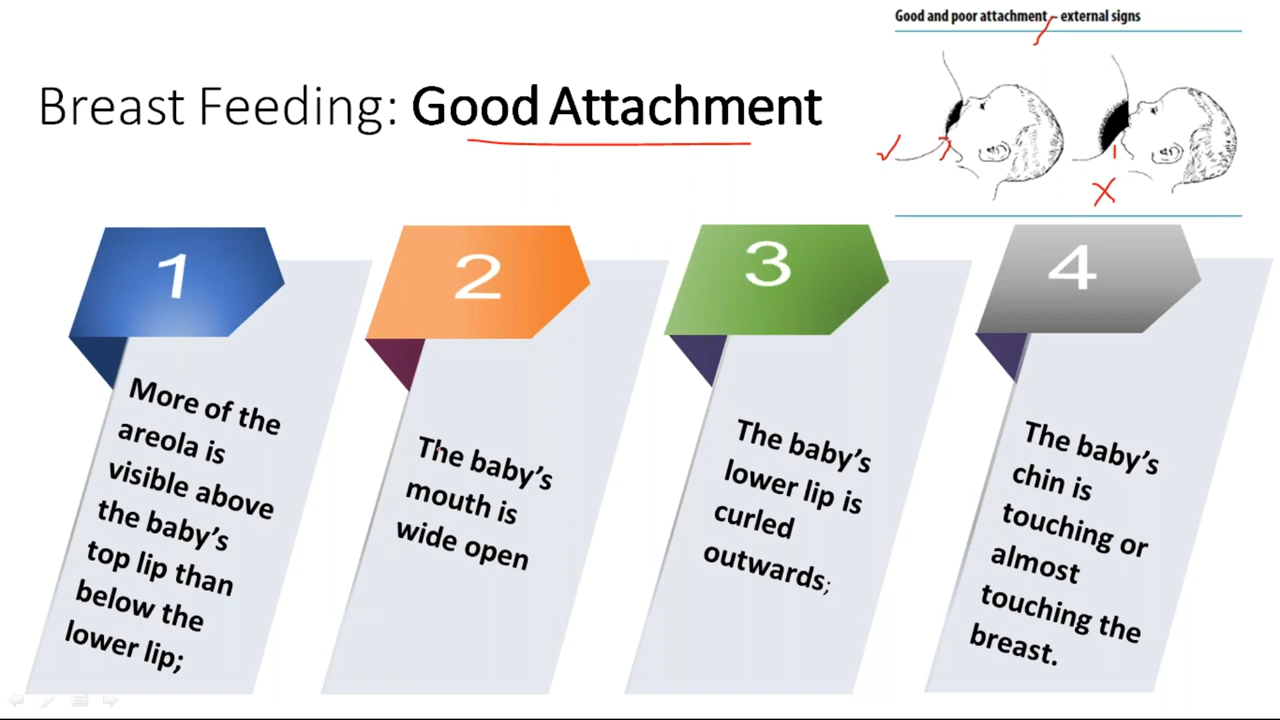 Good and poor attachment – external signs
Breast Feeding: Good Attachment
1
More of the
areola is
visible above
the baby's
top lip than
below the
lower lip;
2
The baby's
mouth is
wide open
3
The baby's
lower lip is
curled
outwards;
4
The baby's
chin is
touching or
almost
touching the
breast.